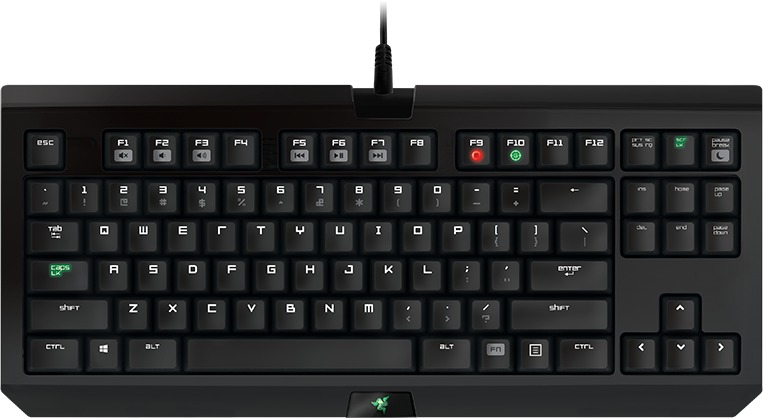 esc F1 F2 F3 F4 F5 F6 F7 F8 F9 F10 F11 F12 prt sc sys rq scr lk pause break
` ~ 1 ! 2 @ 3 # 4 $ 5 % 6 ^ 7 & 8 * 9 ( 0 ) - _ = + ← ins home page up
tab Q W E R T Y U I O P [ { ] } \ | del end page down
caps lk A S D F G H J K L ; : ' " enter
shift Z X C V B N M , < . > / ? shift
ctrl alt alt fn ctrl